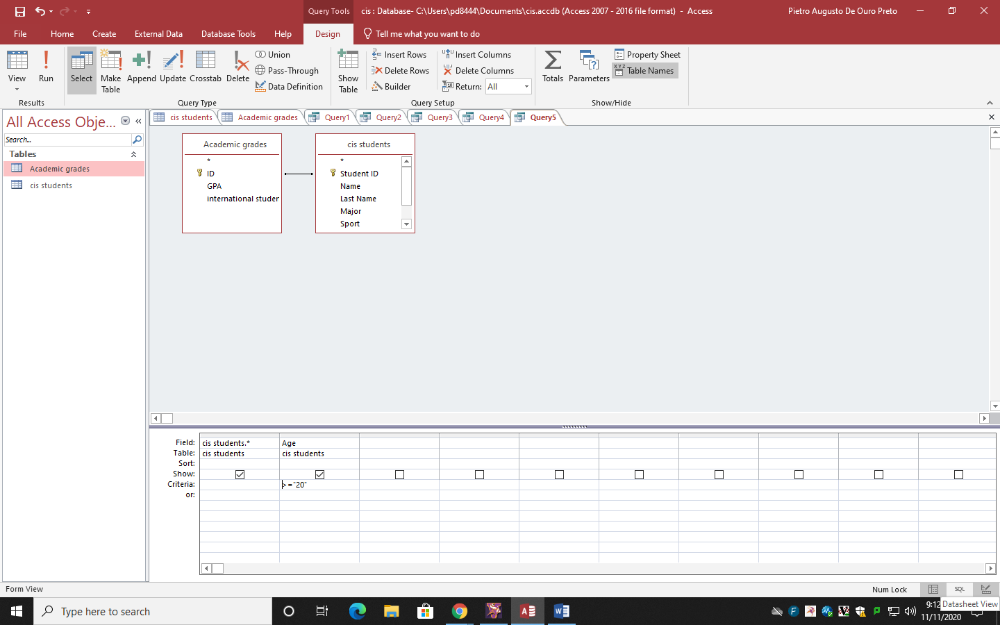 Query Tools
cis : Database- C:\Users\pd8444\Documents\cis.accdb (Access 2007 - 2016 file format) - Access
Pietro Augusto De Ouro Preto
File Home Create External Data Database Tools Help Design Tell me what you want to do
View
Run
Results
Select
Make Table
Append
Update
Crosstab
Delete
Union
Pass-Through
Data Definition
Query Type
Show Table
Insert Rows
Delete Rows
Builder
Insert Columns
Delete Columns
Return: All
Query Setup
Totals
Parameters
Property Sheet
XYZ Table Names
Show/Hide
All Access Obje...
Search...
Tables
Academic grades
cis students
cis students Academic grades Query1 Query2 Query3 Query4 Query5
Academic grades
*
ID
GPA
international studen
cis students
*
Student ID
Name
Last Name
Major
Sport
Field: cis students.* Age
Table: cis students cis students
Sort:
Show:
Criteria: >="20"
or:
Form View
Num Lock
SQL
Type here to search
9:12
Datasheet View
11/11/2020